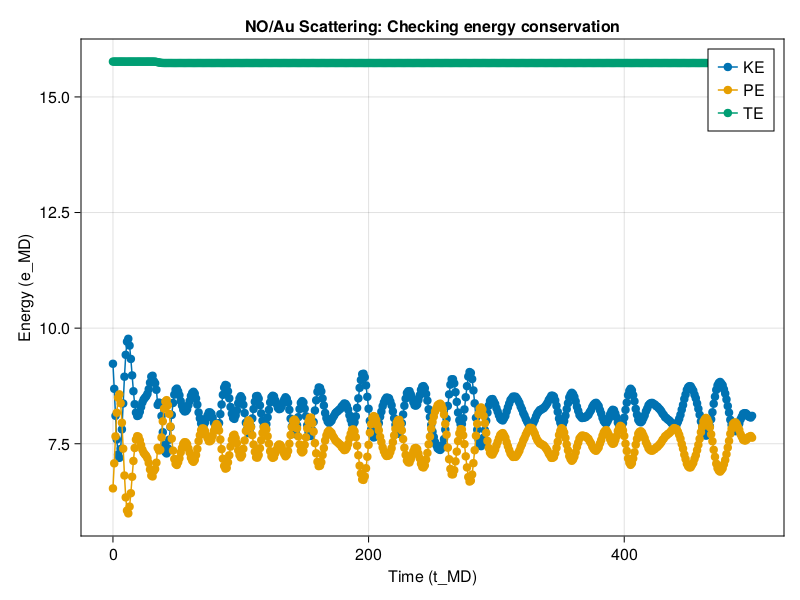 NO/Au Scattering: Checking energy conservation
KE
PE
TE
15.0
12.5
10.0
7.5
Energy (e_MD)
0 200 400
Time (t_MD)